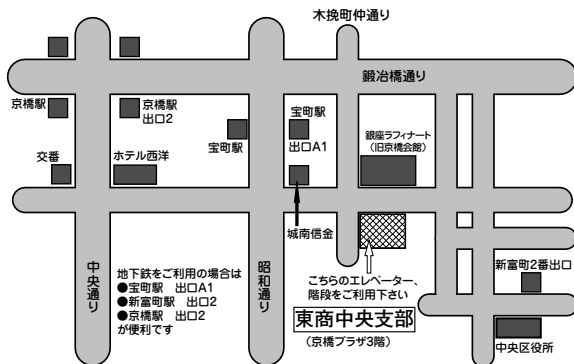 木挽町仲通り
鍛冶橋通り
京橋駅
京橋駅
出口2
宝町駅
宝町駅
出口A1
銀座ラフィナート
(旧京橋会館)
交番
ホテル西洋
城南信金
中央通り
昭和通り
地下鉄をご利用の場合は
●宝町駅 出口A1
●新富町駅 出口2
●京橋駅 出口2
が便利です
こちらのエレベーター、
階段をご利用下さい
東商中央支部
(京橋プラザ3階)
新富町2番出口
中央区役所